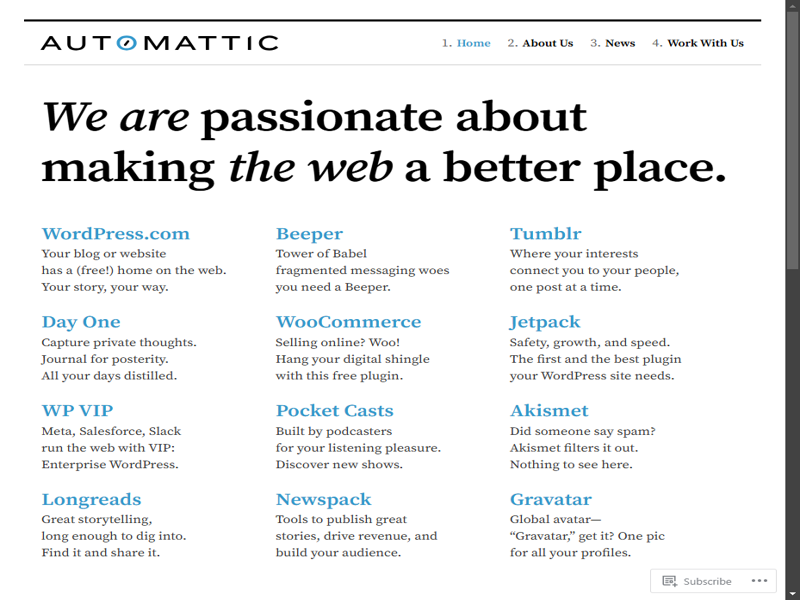 AUTOMATTIC
1. Home 2. About Us 3. News 4. Work With Us
We are passionate about
making the web a better place.
WordPress.com
Your blog or website
has a (free!) home on the web.
Your story, your way.
Beeper
Tower of Babel
fragmented messaging woes
you need a Beeper.
Tumblr
Where your interests
connect you to your people,
one post at a time.
Day One
Capture private thoughts.
Journal for posterity.
All your days distilled.
WooCommerce
Selling online? Woo!
Hang your digital shingle
with this free plugin.
Jetpack
Safety, growth, and speed.
The first and the best plugin
your WordPress site needs.
WP VIP
Meta, Salesforce, Slack
run the web with VIP:
Enterprise WordPress.
Pocket Casts
Built by podcasters
for your listening pleasure.
Discover new shows.
Akismet
Did someone say spam?
Akismet filters it out.
Nothing to see here.
Longreads
Great storytelling,
long enough to dig into.
Find it and share it.
Newspack
Tools to publish great
stories, drive revenue, and
build your audience.
Gravatar
Global avatar—
“Gravatar,” get it? One pic
for all your profiles.
Subscribe